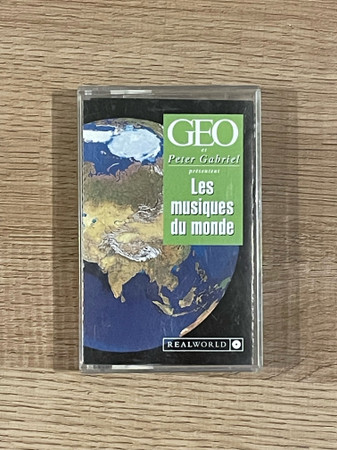 GEO
et
Peter Gabriel
présentent
Les
musiques
du monde
REALWORLD